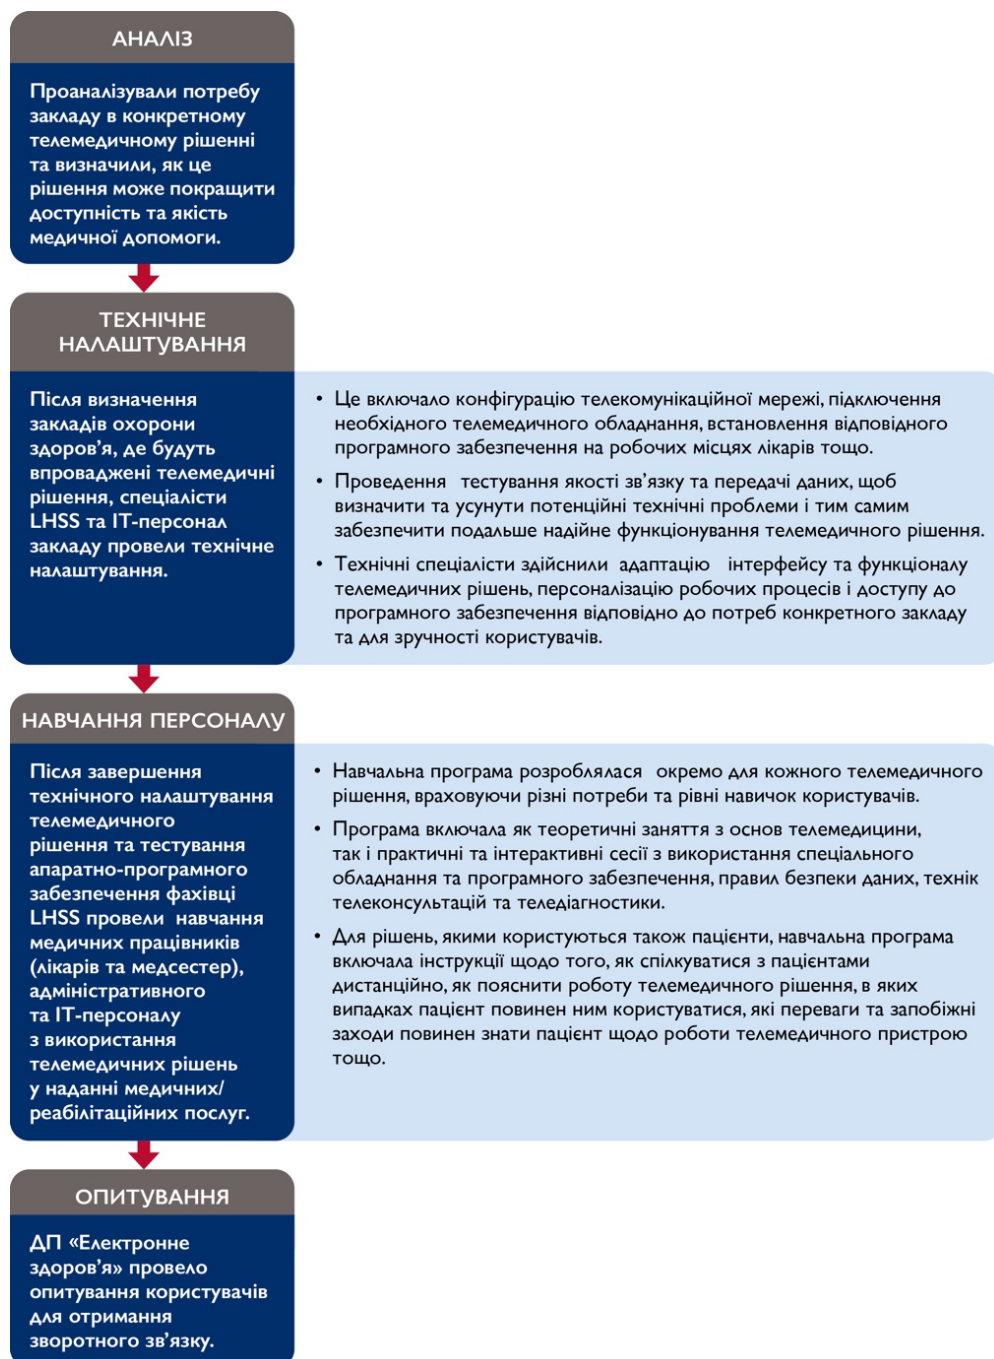 АНАЛІЗ
Проаналізували потребу
закладу в конкретному
телемедичному рішенні
та визначили, як це
рішення може покращити
доступність та якість
медичної допомоги.
ТЕХНІЧНЕ
НАЛАШТУВАННЯ
Після визначення
закладів охорони
здоров’я, де будуть
впроваджені телемедичні
рішення, спеціалісти
LHSS та ІТ-персонал
закладу провели технічне
налаштування.
• Це включало конфігурацію телекомунікаційної мережі, підключення
необхідного телемедичного обладнання, встановлення відповідного
програмного забезпечення на робочих місцях лікарів тощо.
• Проведення тестування якості зв’язку та передачі даних, щоб
визначити та усунути потенційні технічні проблеми і тим самим
забезпечити подальше надійне функціонування телемедичного рішення.
• Технічні спеціалісти здійснили адаптацію інтерфейсу та функціоналу
телемедичних рішень, персоналізацію робочих процесів і доступу до
програмного забезпечення відповідно до потреб конкретного закладу
та для зручності користувачів.
НАВЧАННЯ ПЕРСОНАЛУ
Після завершення
технічного налаштування
телемедичного
рішення та тестування
апаратно-програмного
забезпечення фахівці
LHSS провели навчання
медичних працівників
(лікарів та медсестер),
адміністративного
та ІТ-персоналу
з використання
телемедичних рішень
у наданні медичних/
реабілітаційних послуг.
• Навчальна програма розроблялася окремо для кожного телемедичного
рішення, враховуючи різні потреби та рівні навичок користувачів.
• Програма включала як теоретичні заняття з основ телемедицини,
так і практичні та інтерактивні сесії з використання спеціального
обладнання та програмного забезпечення, правил безпеки даних, технік
телеконсультацій та теледіагностики.
• Для рішень, якими користуються також пацієнти, навчальна програма
включала інструкції щодо того, як спілкуватися з пацієнтами
дистанційно, як пояснити роботу телемедичного рішення, в яких
випадках пацієнт повинен ним користуватися, які переваги та запобіжні
заходи повинен знати пацієнт щодо роботи телемедичного пристрою
тощо.
ОПИТУВАННЯ
ДП «Електронне
здоров’я» провело
опитування користувачів
для отримання
зворотного зв’язку.